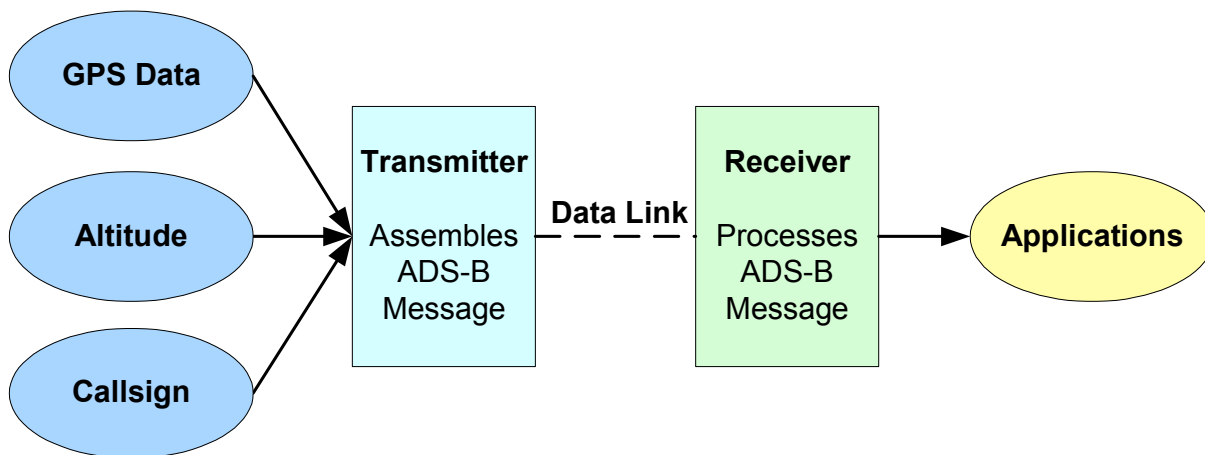 GPS Data
Altitude
Callsign
Transmitter
Assembles
ADS-B
Message
Data Link
Receiver
Processes
ADS-B
Message
Applications